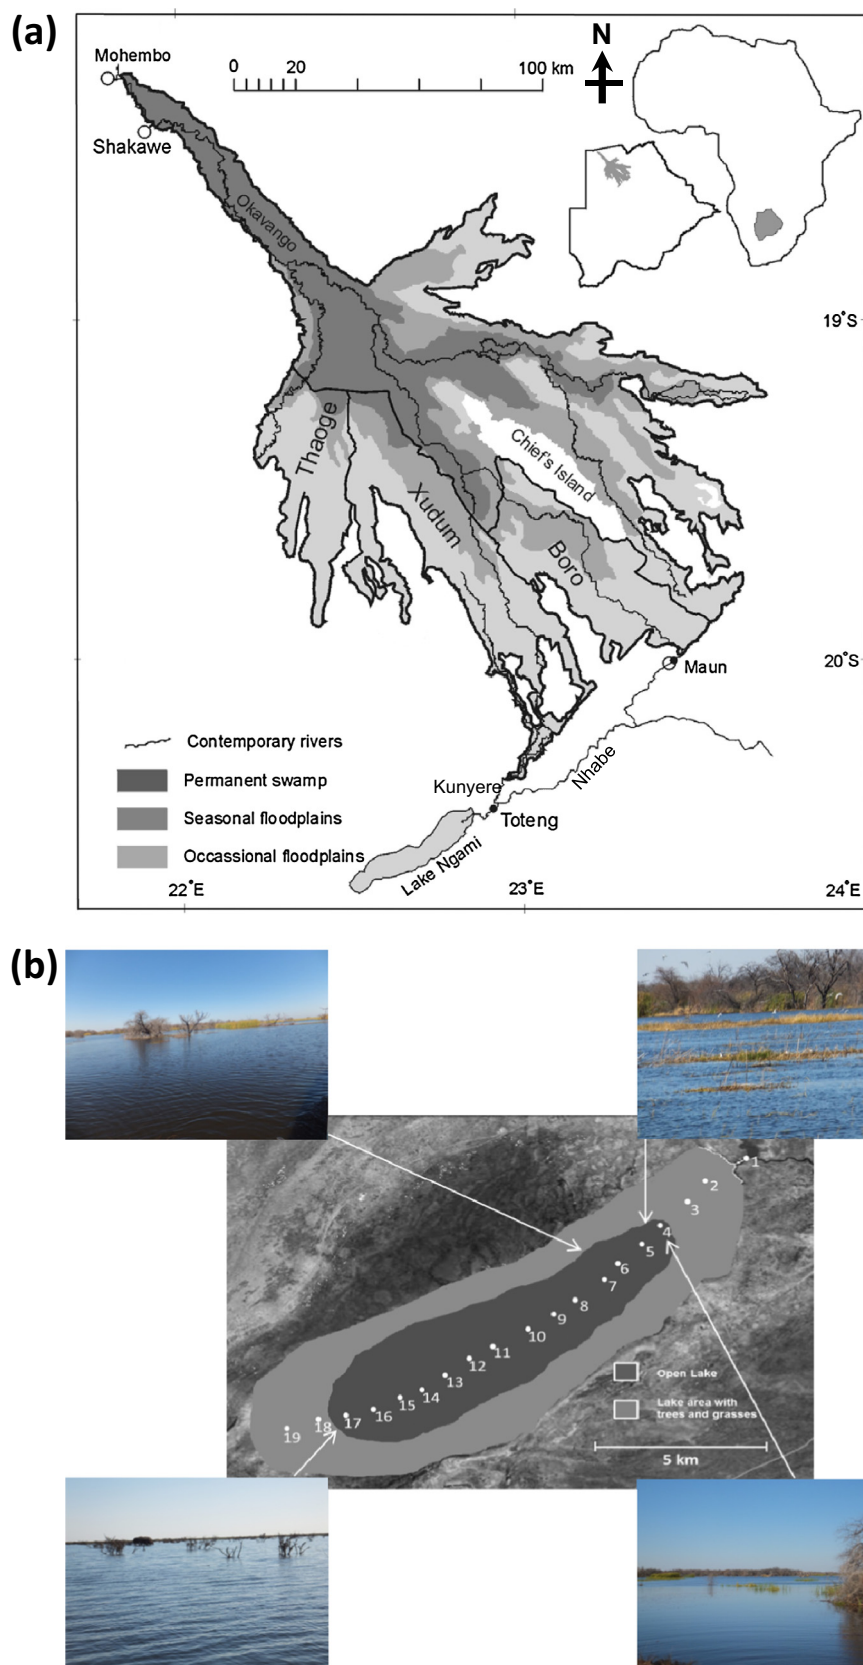 (a)
N
Mohembo
0 20 100 km
Shakawe
Okavango
19°S
Thaoge
Chief's Island
Xudum
Boro
20°S
Maun
Contemporary rivers
Permanent swamp
Nhabe
Kunyere
Seasonal floodplains
Toteng
Occassional floodplains
Lake Ngami
22°E 23°E 24°E
(b)
1
2
3
4
5
6
7
8
9
10
11
12
13
14
15
16
17
18
19
Open Lake
Lake area with
trees and grasses
5 km